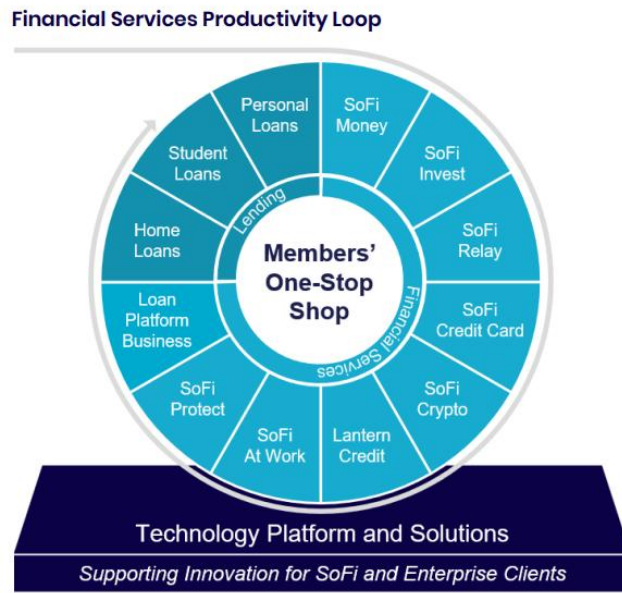 Financial Services Productivity Loop
Personal
Loans
SoFi
Money
Student
Loans
SoFi
Invest
Lending
Home
Loans
Members'
One-Stop
Shop
SoFi
Relay
Loan
Platform
Business
Financial Services
SoFi
Credit Card
SoFi
Protect
SoFi
Crypto
SoFi
At Work
Lantern
Credit
Technology Platform and Solutions
Supporting Innovation for SoFi and Enterprise Clients